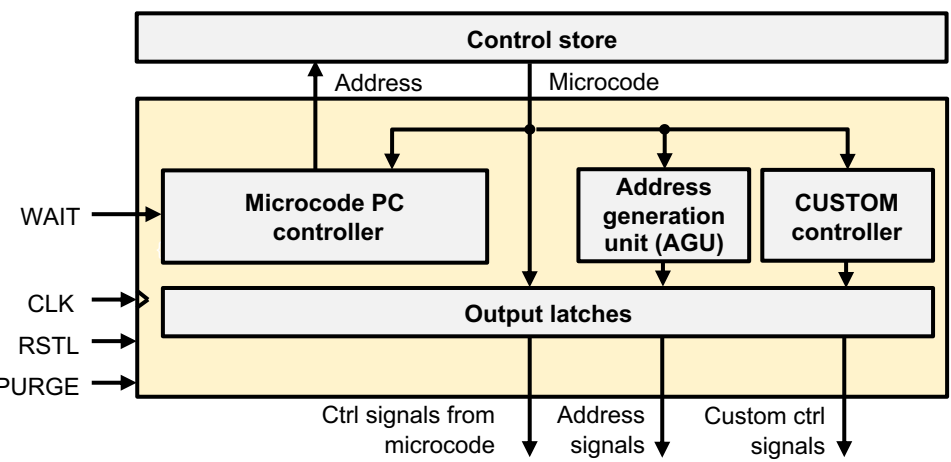 Control store
Address
Microcode
Microcode PC
controller
Address
generation
unit (AGU)
CUSTOM
controller
WAIT
CLK
RSTL
PURGE
Output latches
Ctrl signals from
microcode
Address
signals
Custom ctrl
signals